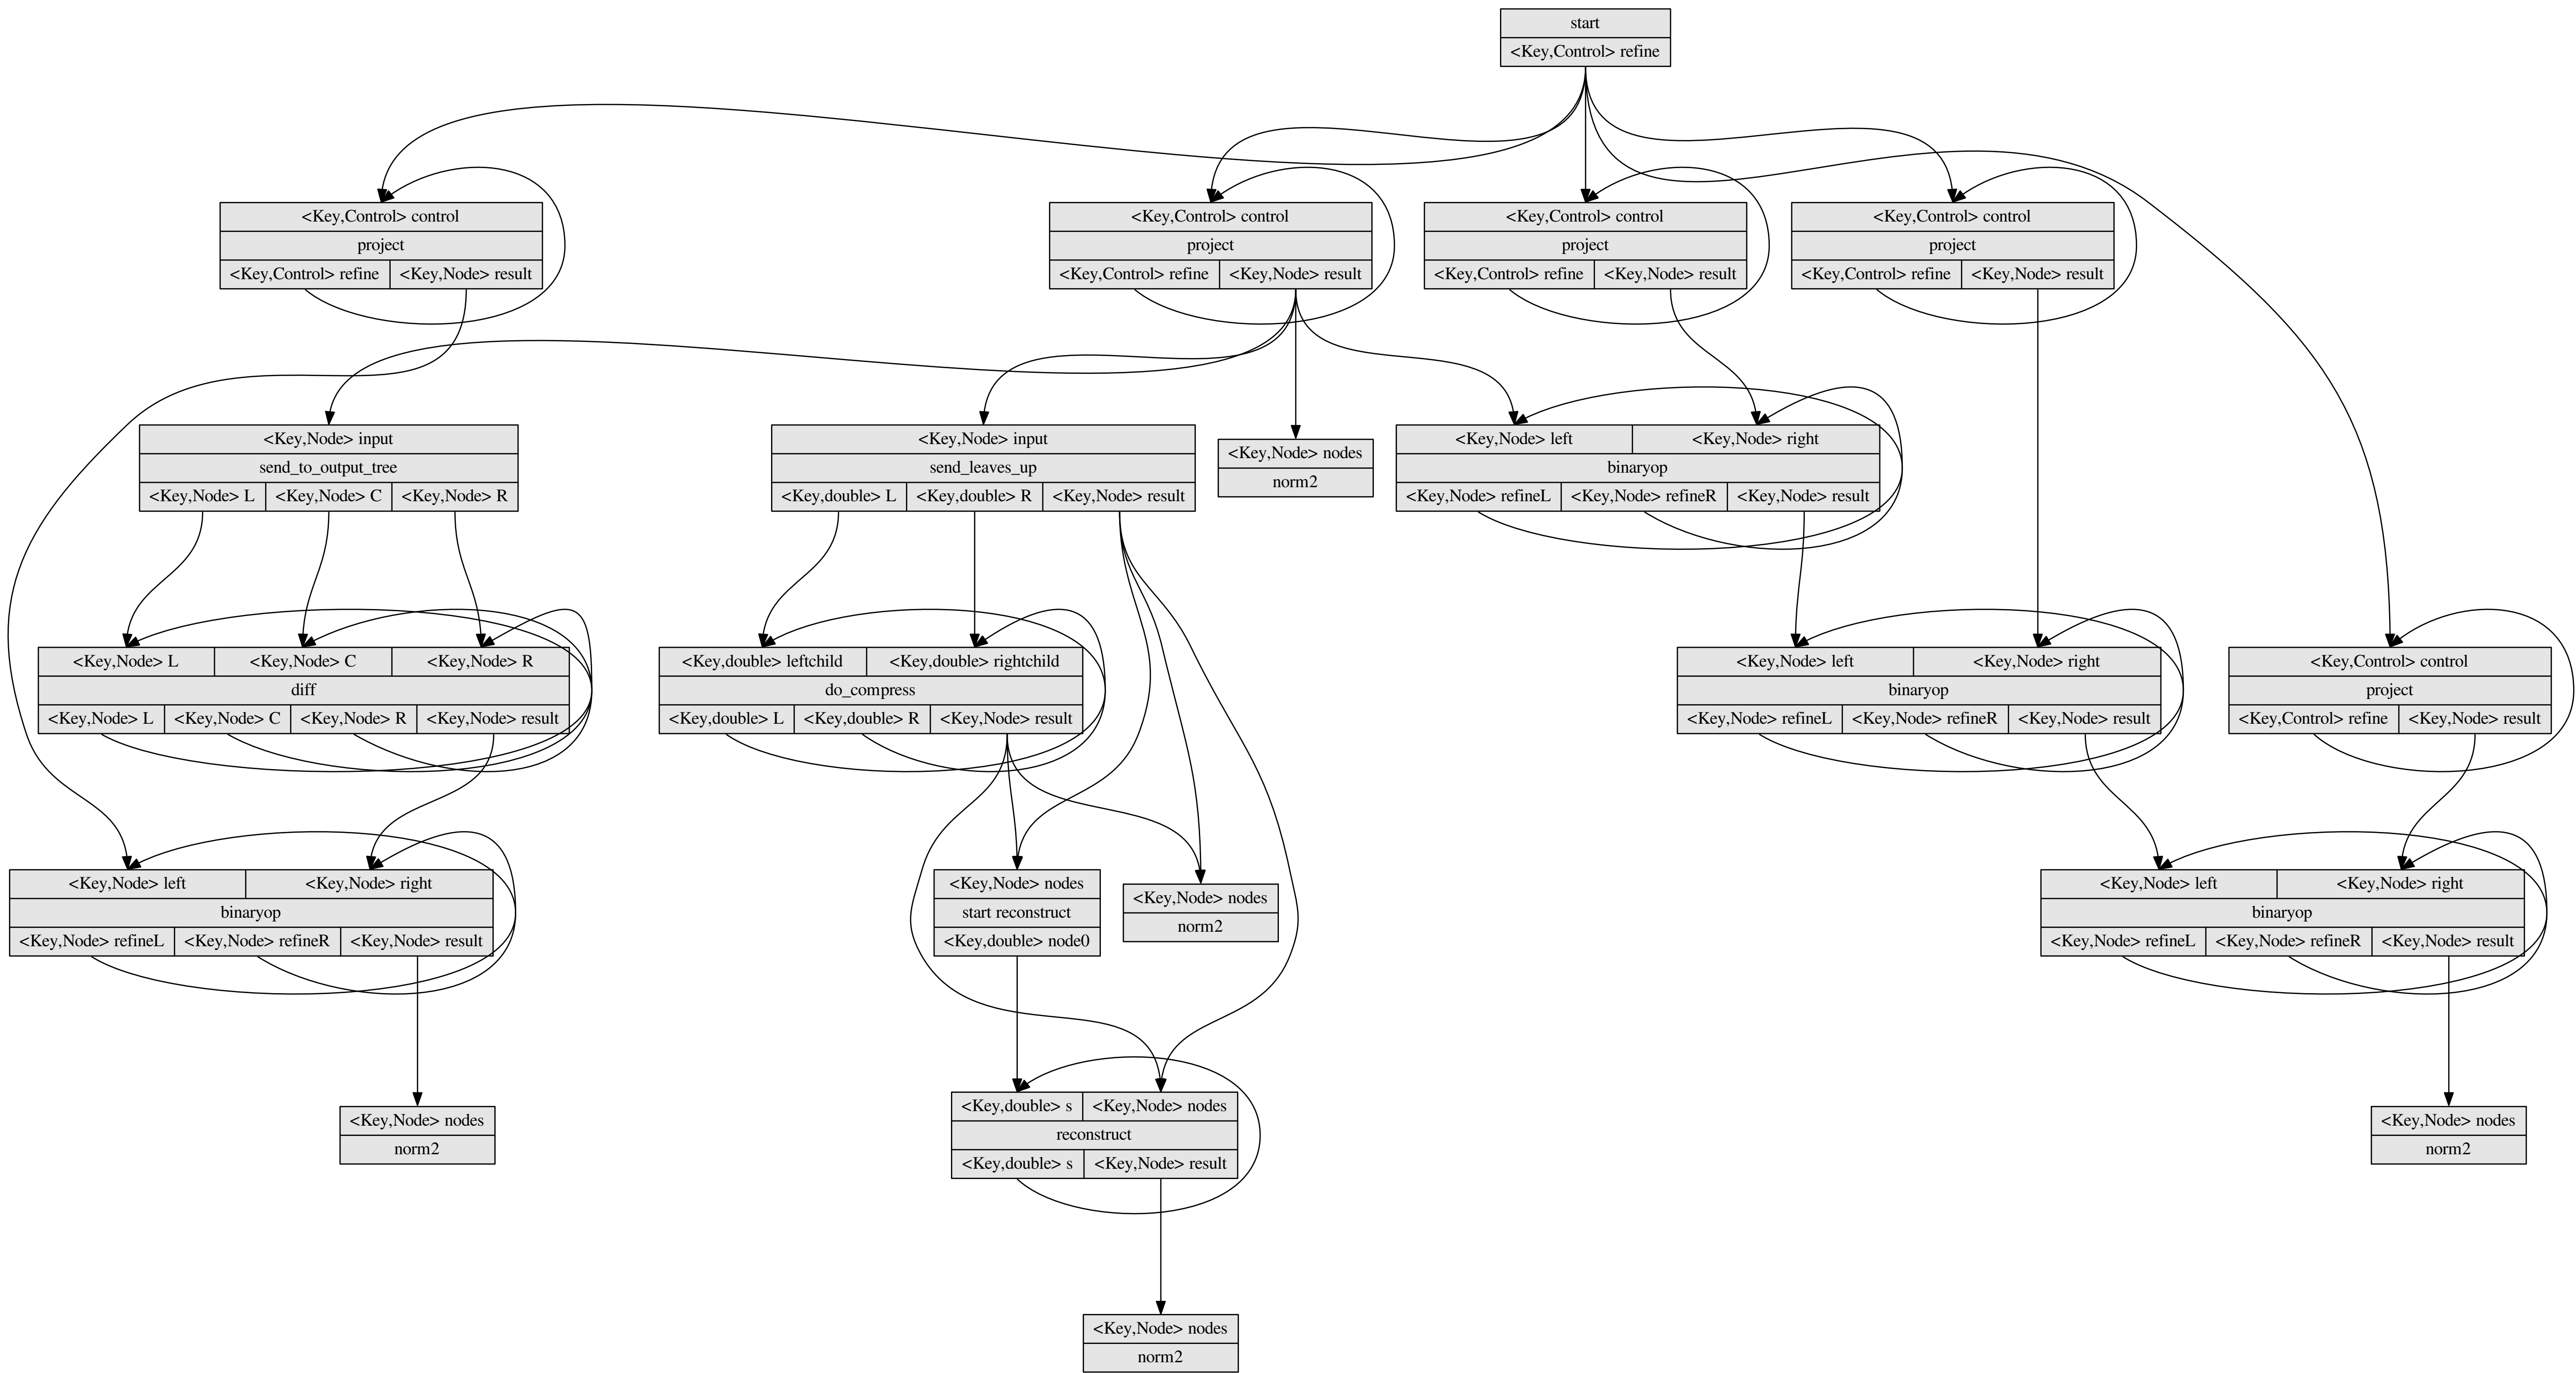 start
<Key,Control> refine
<Key,Control> control
project
<Key,Control> refine <Key,Node> result
<Key,Control> control
project
<Key,Control> refine <Key,Node> result
<Key,Control> control
project
<Key,Control> refine <Key,Node> result
<Key,Control> control
project
<Key,Control> refine <Key,Node> result
<Key,Node> input
send_to_output_tree
<Key,Node> L <Key,Node> C <Key,Node> R
<Key,Node> input
send_leaves_up
<Key,double> L <Key,double> R <Key,Node> result
<Key,Node> nodes
norm2
<Key,Node> left <Key,Node> right
binaryop
<Key,Node> refineL <Key,Node> refineR <Key,Node> result
<Key,Node> L <Key,Node> C <Key,Node> R
diff
<Key,Node> L <Key,Node> C <Key,Node> R <Key,Node> result
<Key,double> leftchild <Key,double> rightchild
do_compress
<Key,double> L <Key,double> R <Key,Node> result
<Key,Node> left <Key,Node> right
binaryop
<Key,Node> refineL <Key,Node> refineR <Key,Node> result
<Key,Control> control
project
<Key,Control> refine <Key,Node> result
<Key,Node> left <Key,Node> right
binaryop
<Key,Node> refineL <Key,Node> refineR <Key,Node> result
<Key,Node> nodes
start reconstruct
<Key,double> node0
<Key,Node> nodes
norm2
<Key,Node> left <Key,Node> right
binaryop
<Key,Node> refineL <Key,Node> refineR <Key,Node> result
<Key,Node> nodes
norm2
<Key,double> s <Key,Node> nodes
reconstruct
<Key,double> s <Key,Node> result
<Key,Node> nodes
norm2
<Key,Node> nodes
norm2